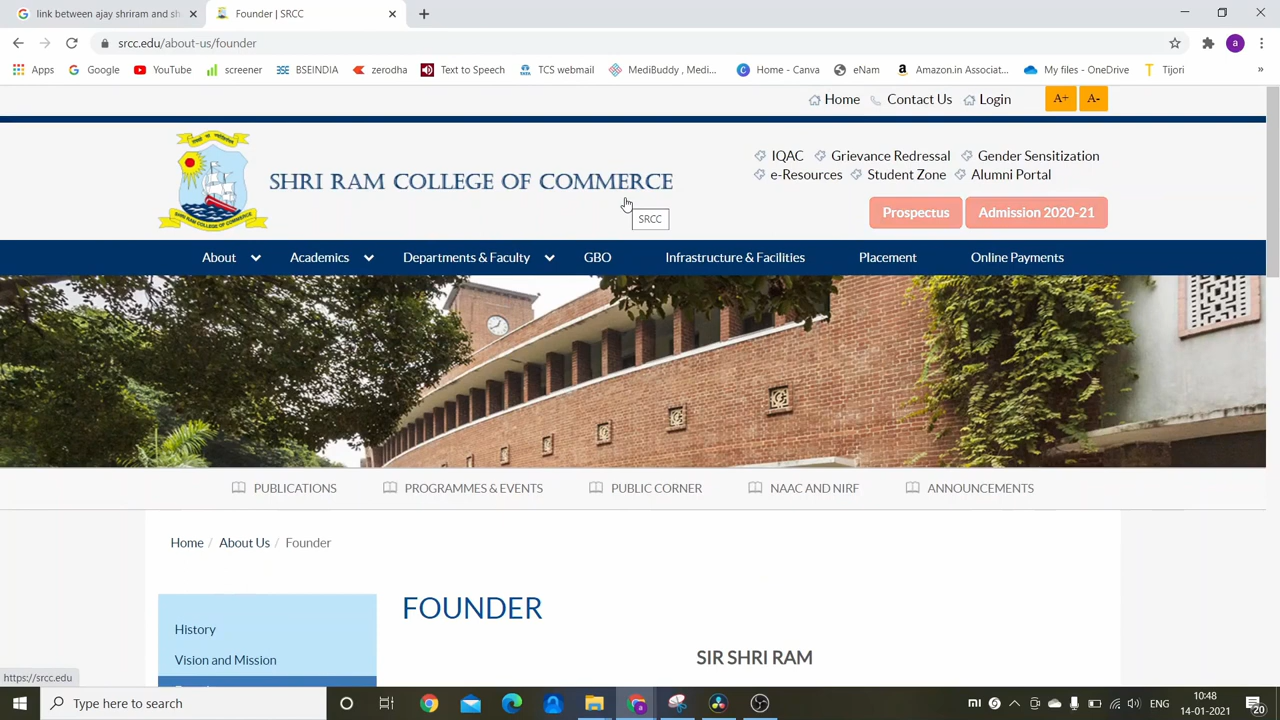 link between ajay shriram and sh
Founder | SRCC
srcc.edu/about-us/founder
a
Apps
Google
YouTube
screener
BSEINDIA
zerodha
Text to Speech
TCS webmail
MediBuddy , Medi...
Home - Canva
eNam
Amazon.in Associat...
My files - OneDrive
Tijori
Home
Contact Us
Login
A+
A-
SHRI RAM COLLEGE OF COMMERCE
SHRI RAM COLLEGE OF COMMERCE
IQAC
Grievance Redressal
Gender Sensitization
e-Resources
Student Zone
Alumni Portal
SRCC
Prospectus
Admission 2020-21
About
Academics
Departments & Faculty
GBO
Infrastructure & Facilities
Placement
Online Payments
PUBLICATIONS
PROGRAMMES & EVENTS
PUBLIC CORNER
NAAC AND NIRF
ANNOUNCEMENTS
Home / About Us / Founder
FOUNDER
History
SIR SHRI RAM
Vision and Mission
https://srcc.edu
Type here to search
ENG
10:48
14-01-2021
20